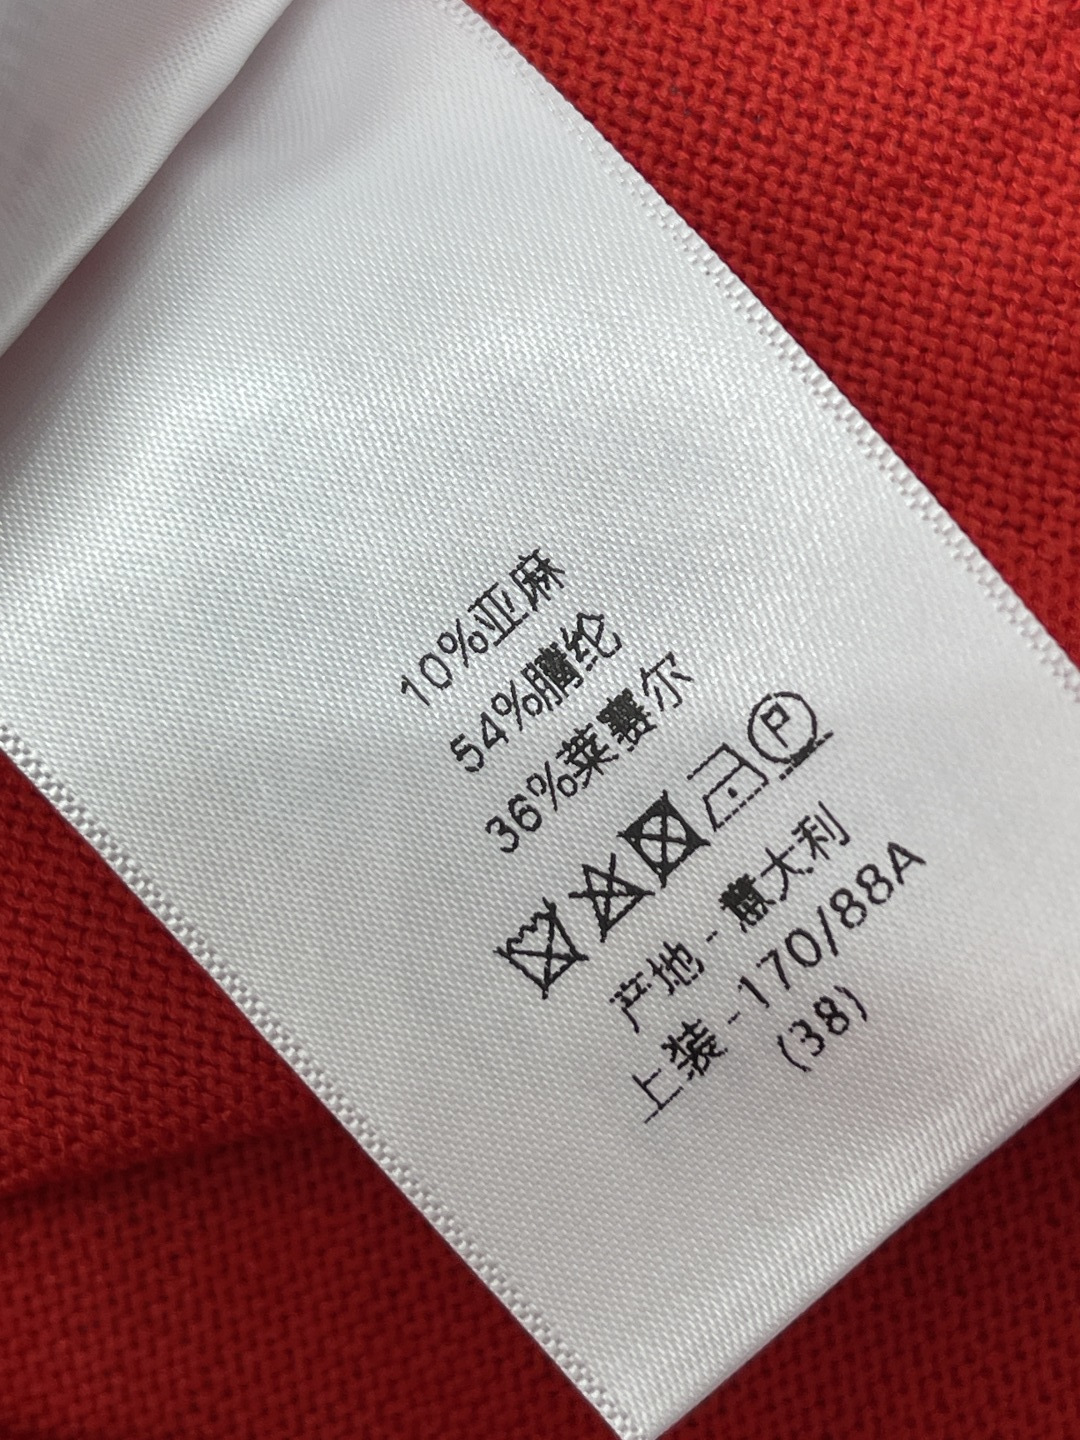 10%亚麻
54%腈纶
36%莱赛尔
P
产地 - 意大利
上装 - 170/88A
(38)